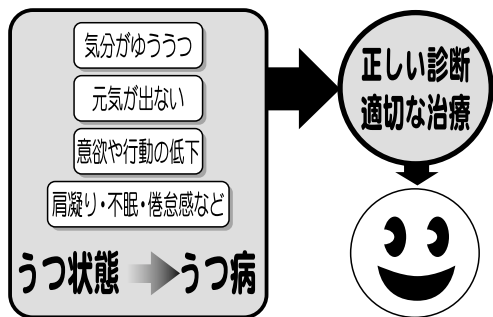 気分がゆううつ
元気が出ない
意欲や行動の低下
肩凝り・不眠・倦怠感など
うつ状態
うつ病
正しい診断
適切な治療